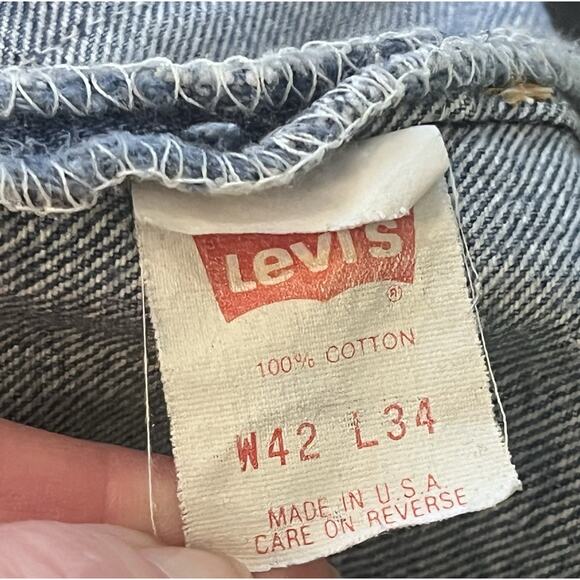 Levi's
®
100% COTTON
W42 L34
MADE IN U.S.A.
CARE ON REVERSE